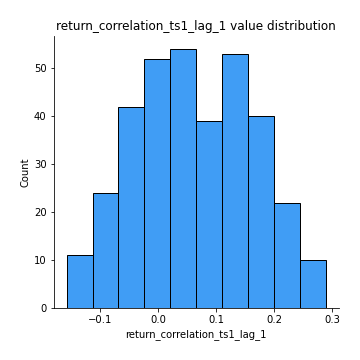 return_correlation_ts1_lag_1 value distribution
50
40
30
20
10
0
Count
−0.1 0.0 0.1 0.2 0.3
return_correlation_ts1_lag_1